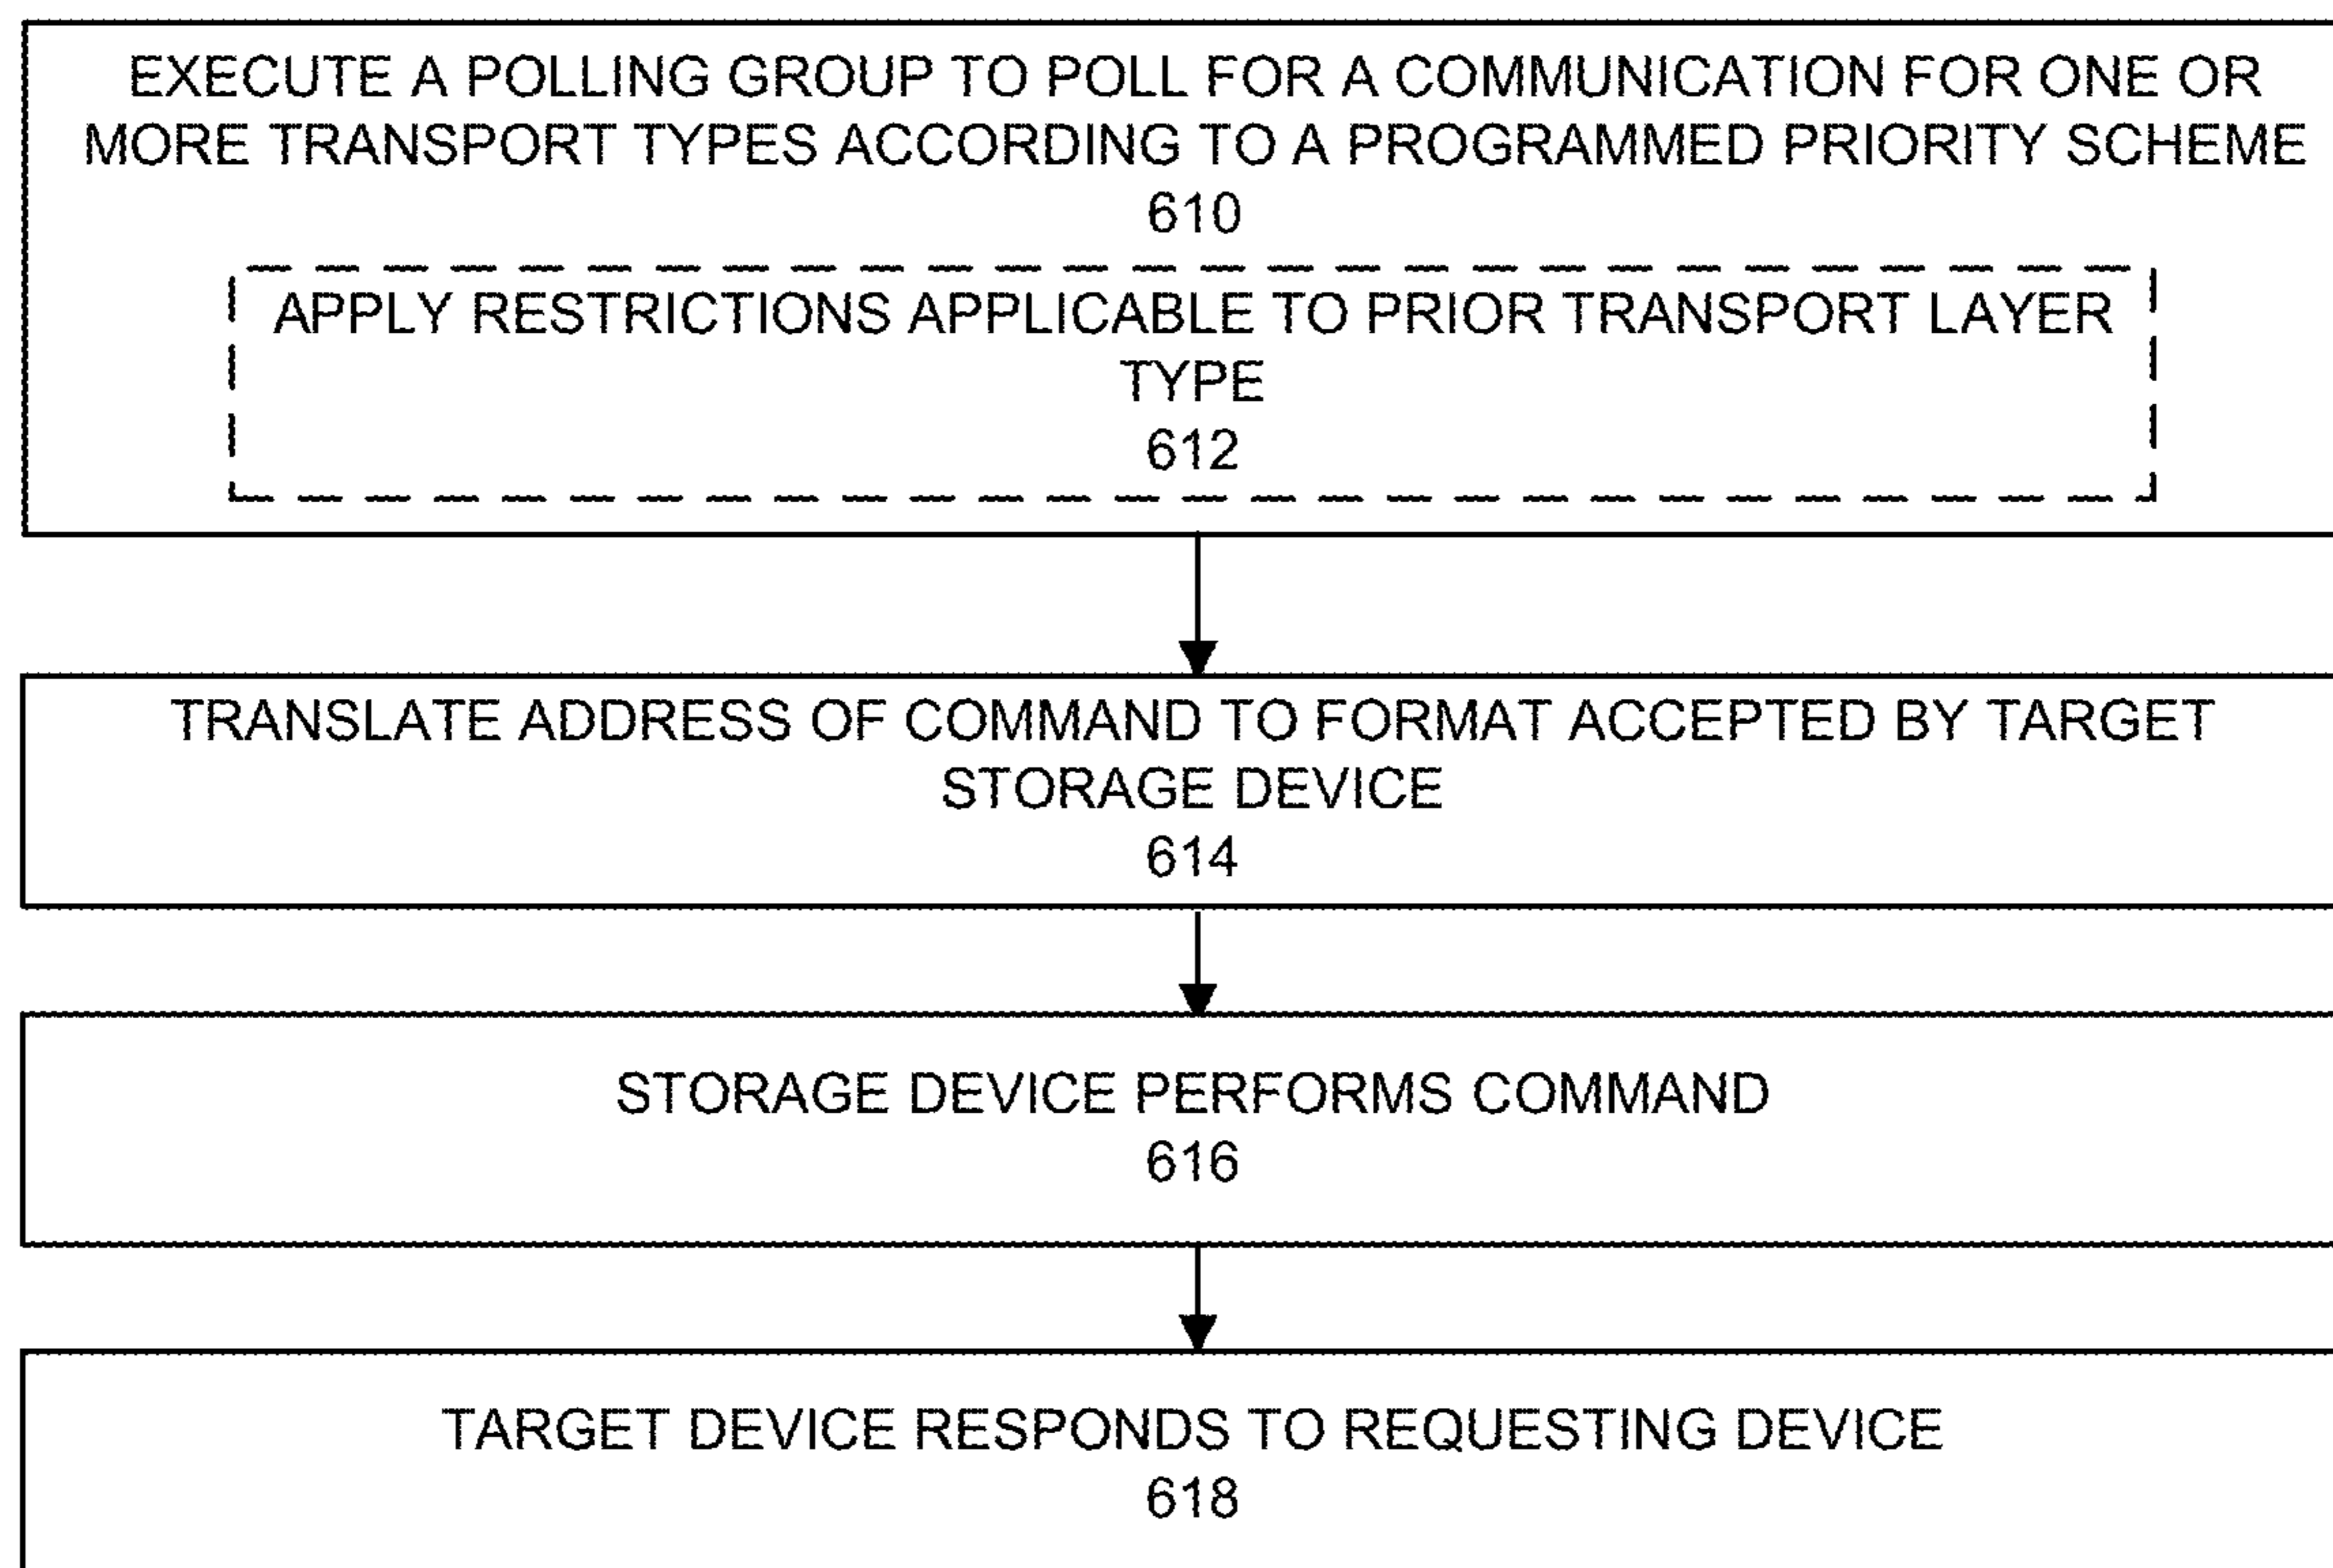 EXECUTE A POLLING GROUP TO POLL FOR A COMMUNICATION FOR ONE OR
MORE TRANSPORT TYPES ACCORDING TO A PROGRAMMED PRIORITY SCHEME
610
APPLY RESTRICTIONS APPLICABLE TO PRIOR TRANSPORT LAYER
TYPE
612
TRANSLATE ADDRESS OF COMMAND TO FORMAT ACCEPTED BY TARGET
STORAGE DEVICE
614
STORAGE DEVICE PERFORMS COMMAND
616
TARGET DEVICE RESPONDS TO REQUESTING DEVICE
618